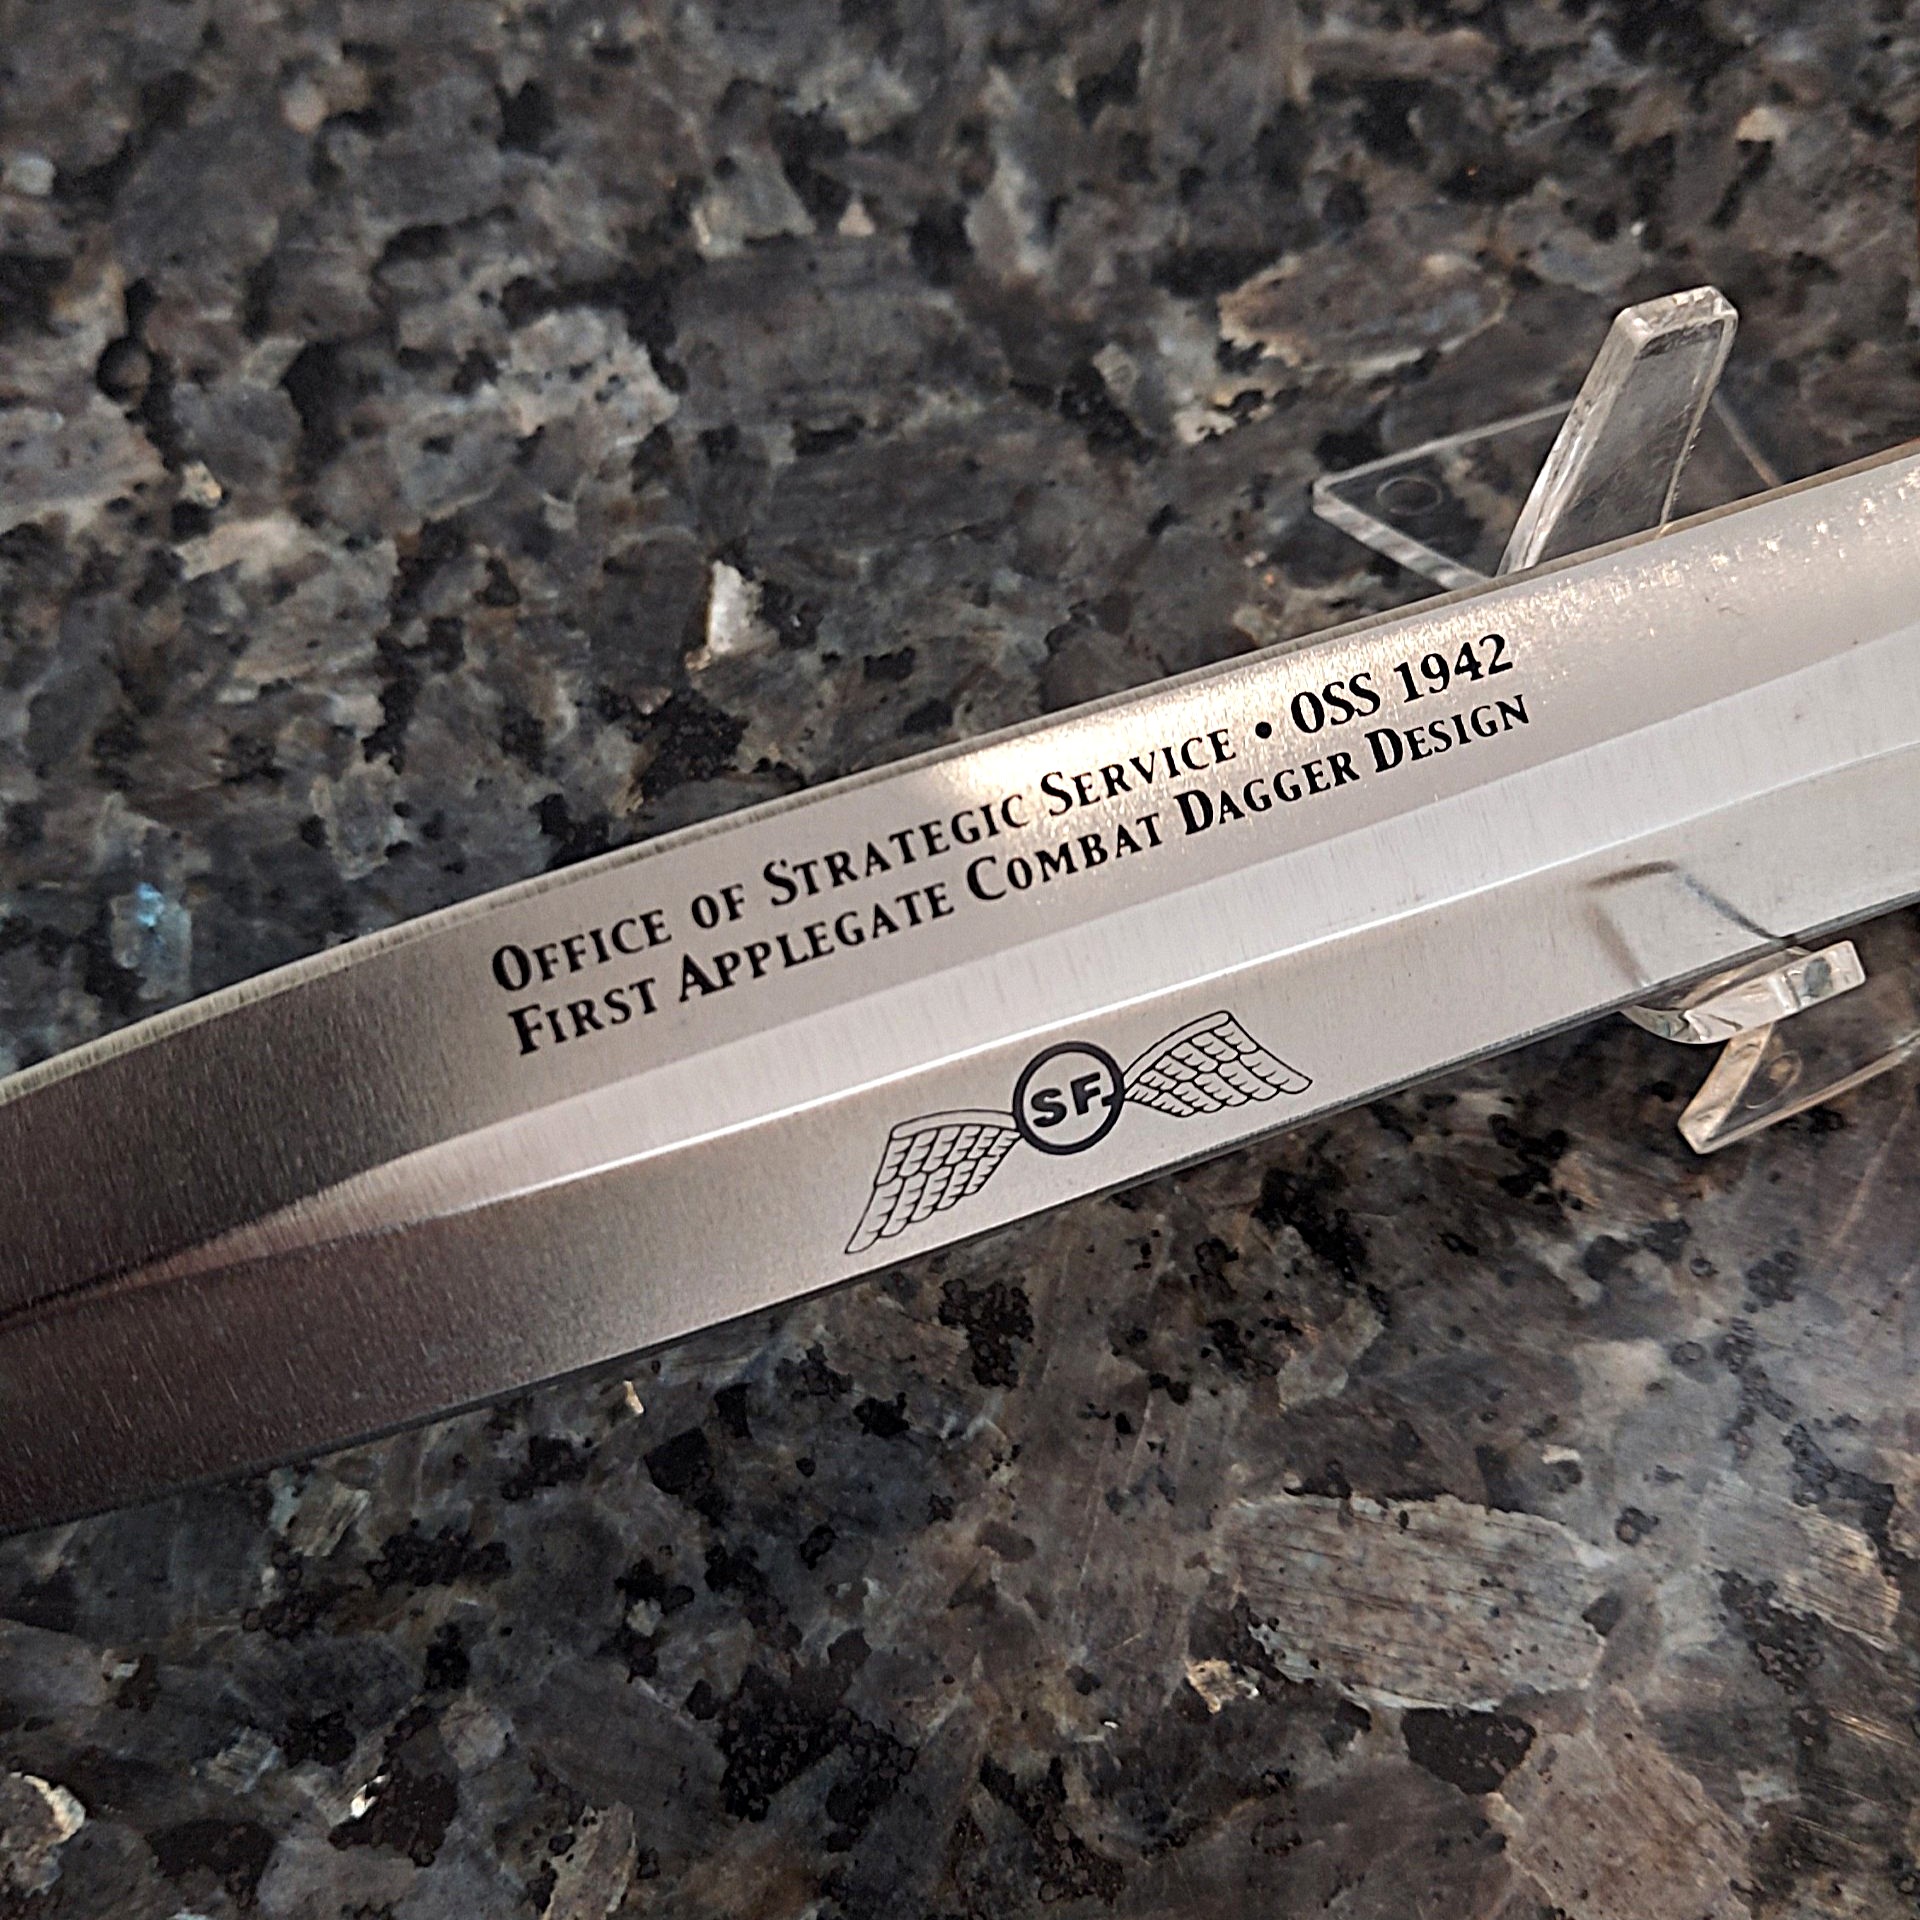 OFFICE OF STRATEGIC SERVICE • OSS 1942
FIRST APPLEGATE COMBAT DAGGER DESIGN
SF.